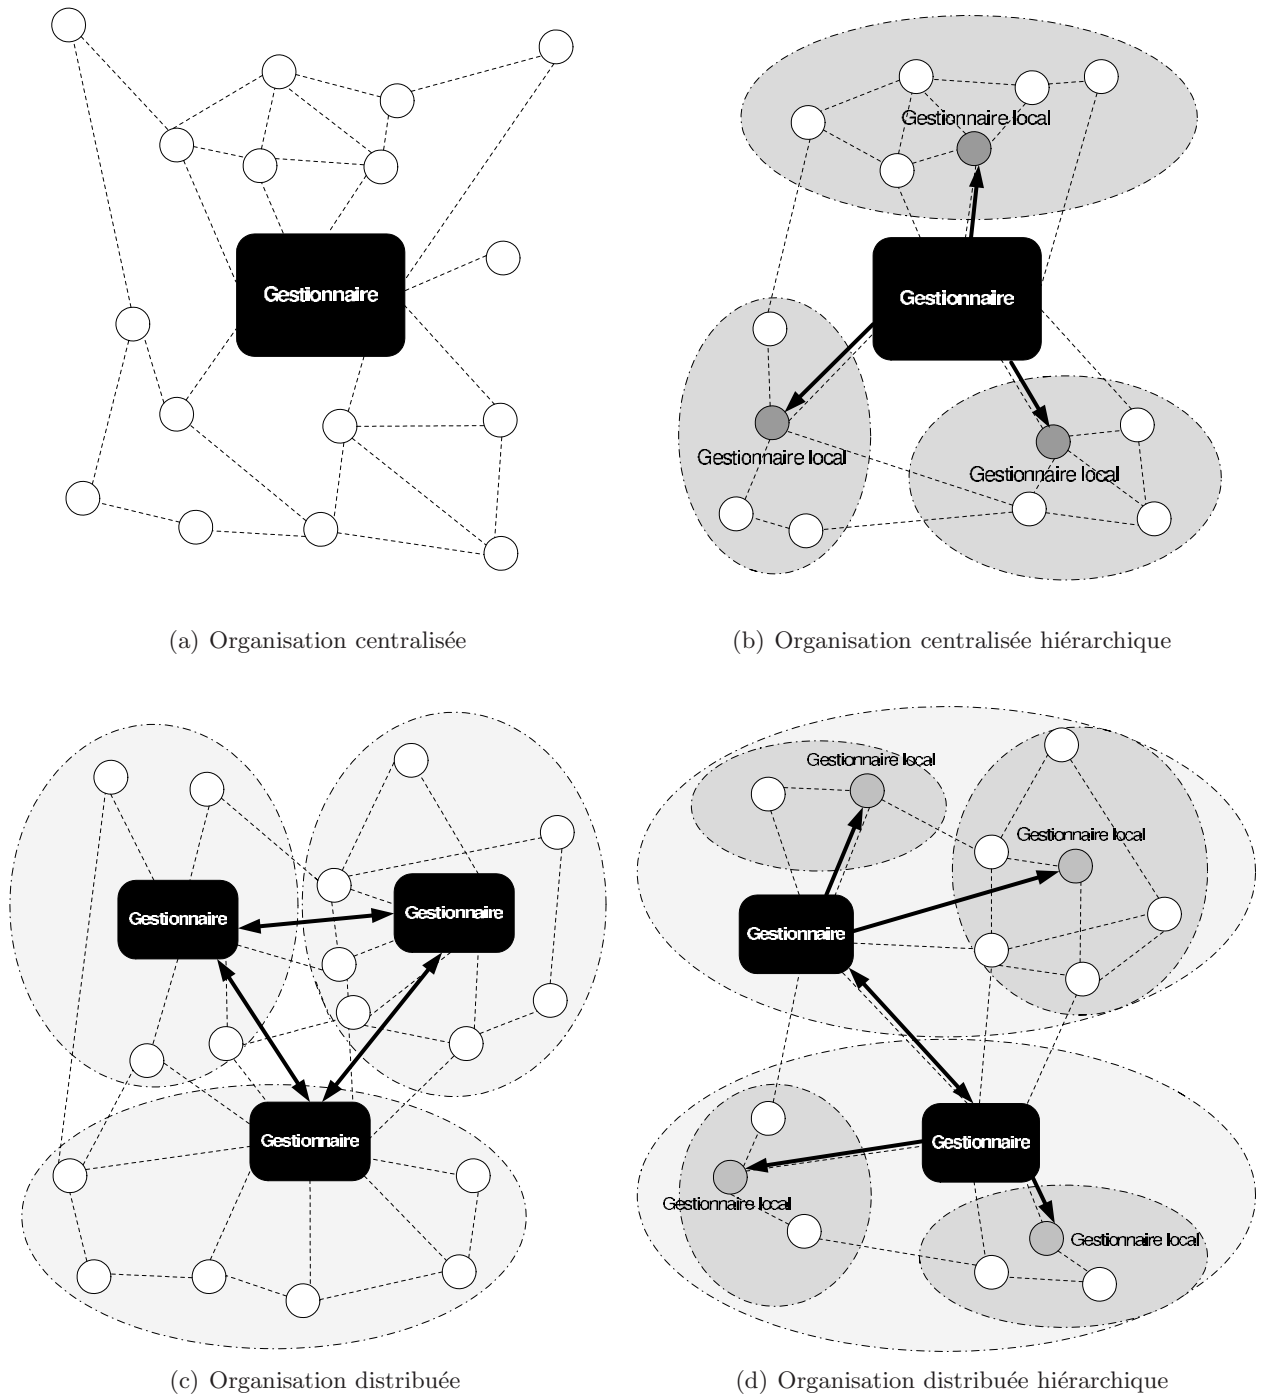 Gestionnaire
Gestionnaire local
Gestionnaire
Gestionnaire local
Gestionnaire local
(a) Organisation centralisée
(b) Organisation centralisée hiérarchique
Gestionnaire
Gestionnaire
Gestionnaire
Gestionnaire local
Gestionnaire local
Gestionnaire
Gestionnaire
Gestionnaire local
Gestionnaire local
(c) Organisation distribuée
(d) Organisation distribuée hiérarchique